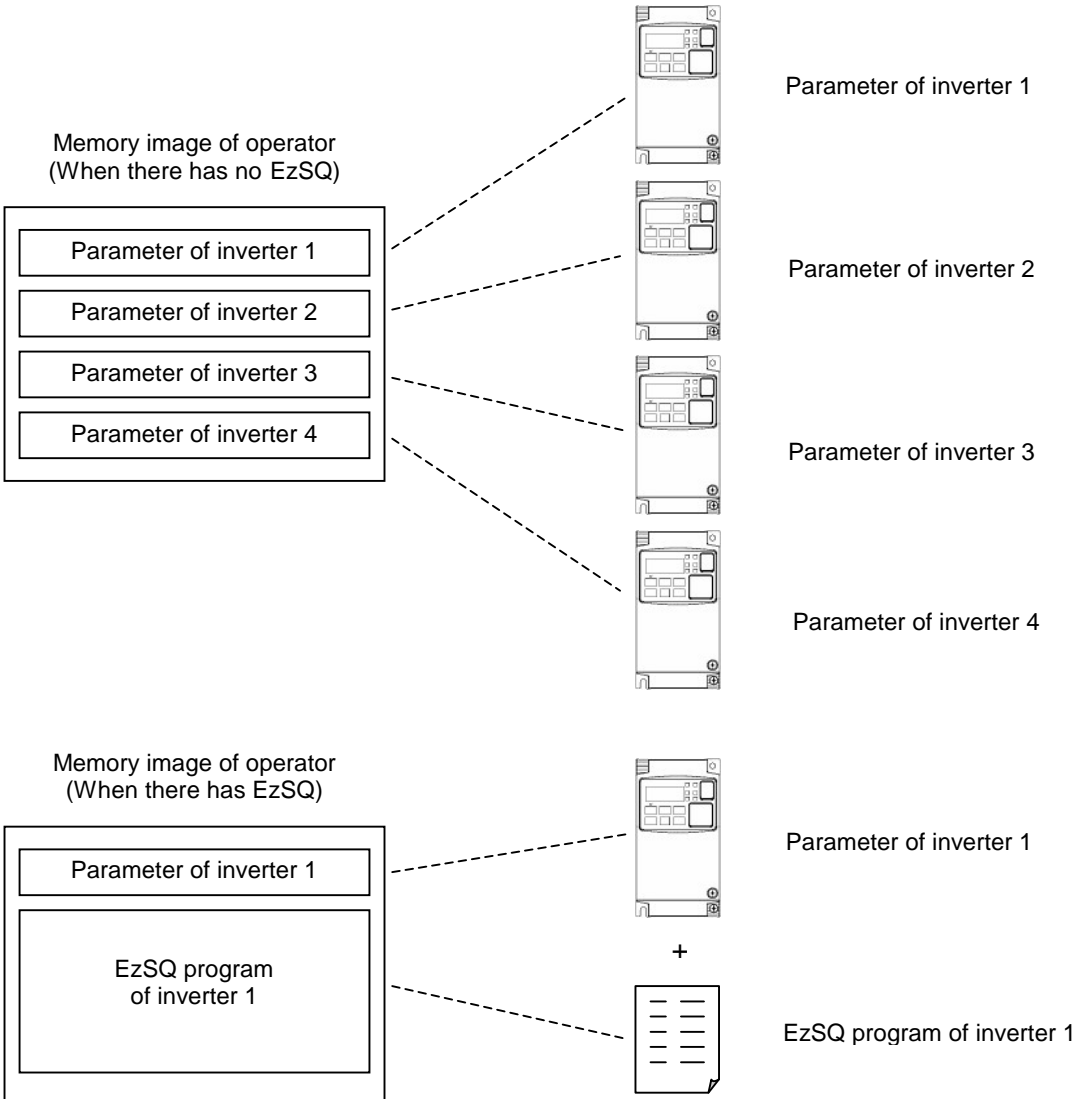 Memory image of operator
(When there has no EzSQ)
Parameter of inverter 1
Parameter of inverter 2
Parameter of inverter 3
Parameter of inverter 4
Parameter of inverter 1
Parameter of inverter 2
Parameter of inverter 3
Parameter of inverter 4
Memory image of operator
(When there has EzSQ)
Parameter of inverter 1
EzSQ program
of inverter 1
Parameter of inverter 1
+
EzSQ program of inverter 1